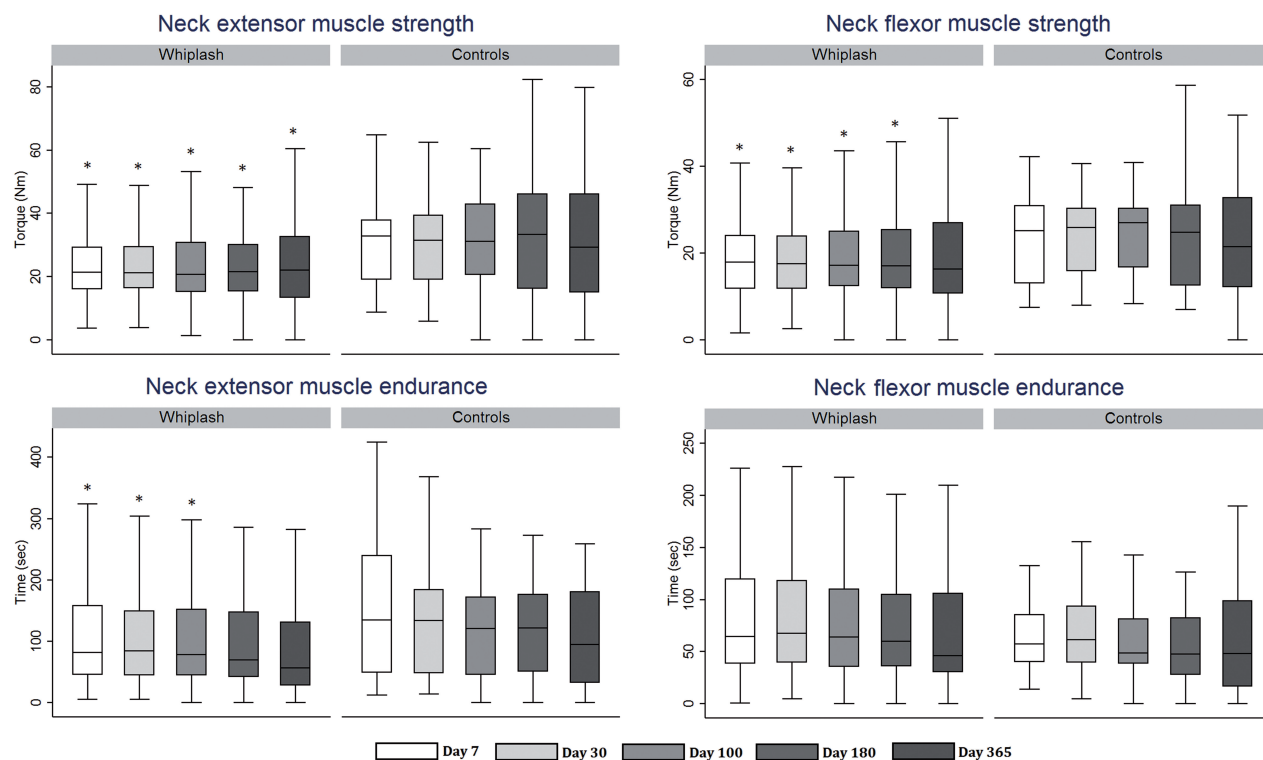 Neck extensor muscle strength
Whiplash Controls
Torque (Nm)
80
60
40
20
0
* * * * *
Neck flexor muscle strength
Whiplash Controls
Torque (Nm)
60
40
20
0
* * * *
Neck extensor muscle endurance
Whiplash Controls
Time (sec)
400
300
200
100
0
* * *
Neck flexor muscle endurance
Whiplash Controls
Time (sec)
250
200
150
100
50
0
Day 7 Day 30 Day 100 Day 180 Day 365